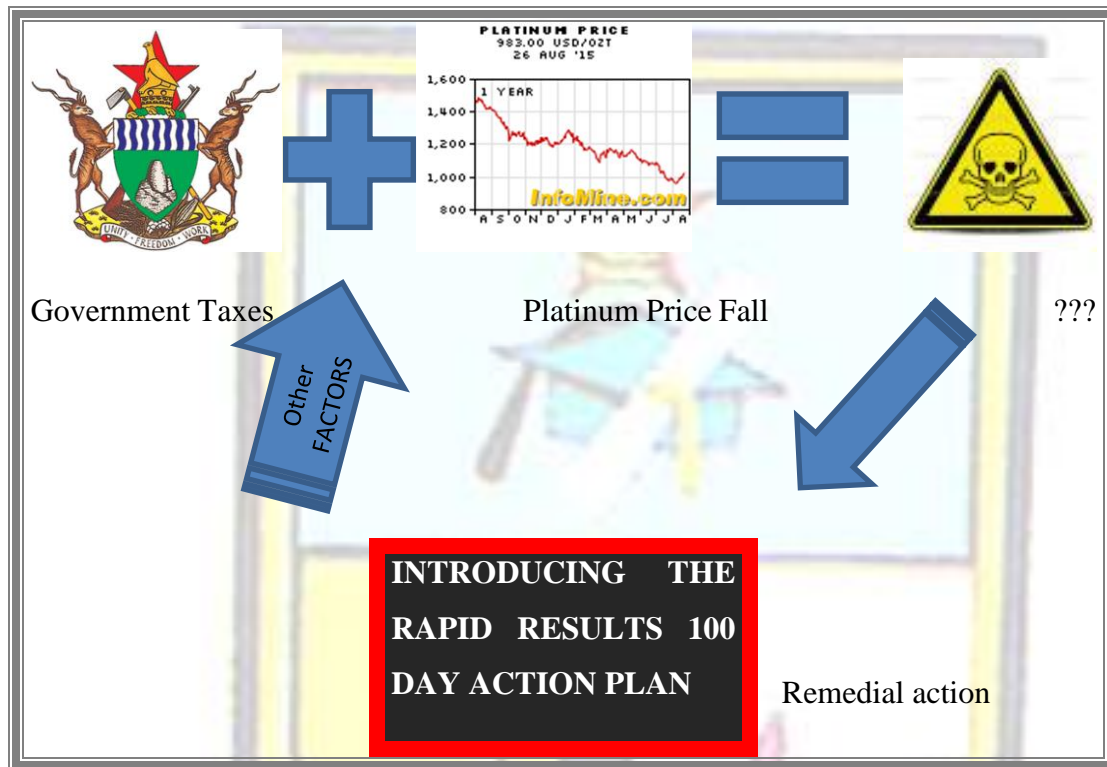 PLATINUM PRICE
983.00 USD/OZT
26 AUG '15
1 YEAR
1,600
1,400
1,200
1,000
800
InfoMine.com
A S O N D J F M A M J J A
UNITY · FREEDOM · WORK
Government Taxes
Platinum Price Fall
???
Other
FACTORS
INTRODUCING THE
RAPID RESULTS 100
DAY ACTION PLAN
Remedial action